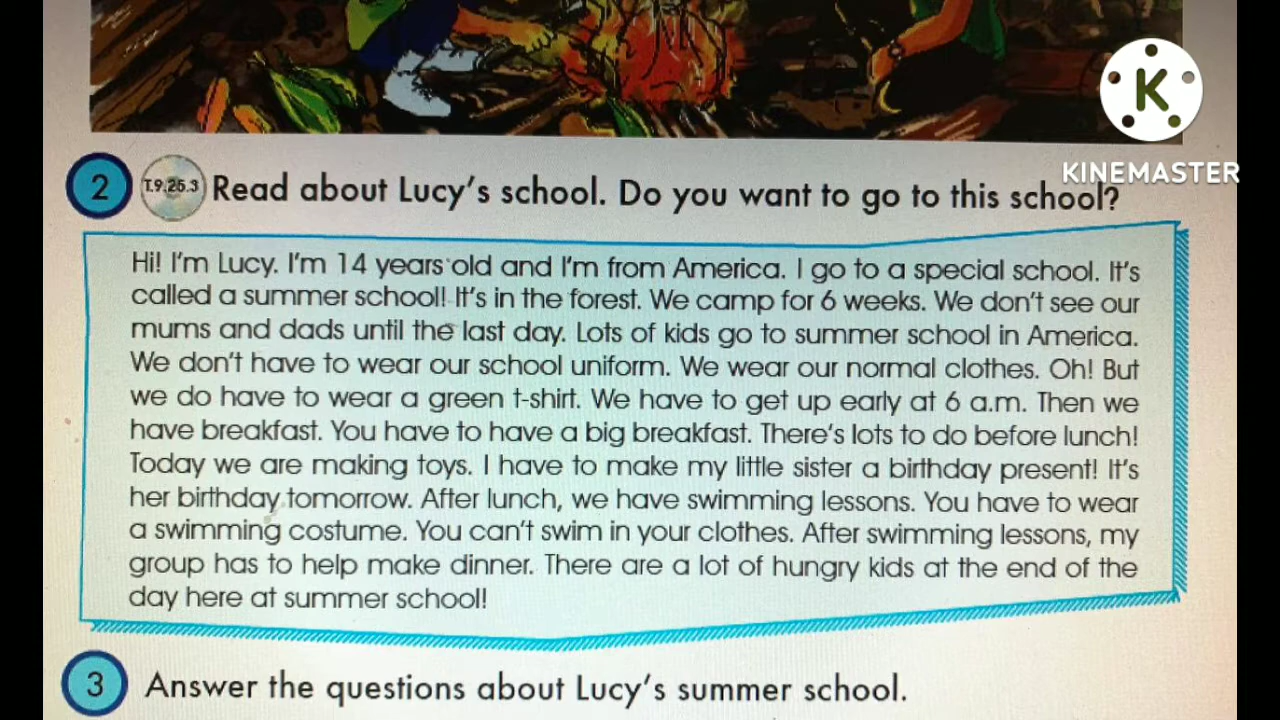 K
KINEMASTER
2 T.9.25.3 Read about Lucy's school. Do you want to go to this school?
Hi! I'm Lucy. I'm 14 years old and I'm from America. I go to a special school. It's
called a summer school! It's in the forest. We camp for 6 weeks. We don't see our
mums and dads until the last day. Lots of kids go to summer school in America.
We don't have to wear our school uniform. We wear our normal clothes. Oh! But
we do have to wear a green t-shirt. We have to get up early at 6 a.m. Then we
have breakfast. You have to have a big breakfast. There's lots to do before lunch!
Today we are making toys. I have to make my little sister a birthday present! It's
her birthday tomorrow. After lunch, we have swimming lessons. You have to wear
a swimming costume. You can't swim in your clothes. After swimming lessons, my
group has to help make dinner. There are a lot of hungry kids at the end of the
day here at summer school!
3 Answer the questions about Lucy's summer school.